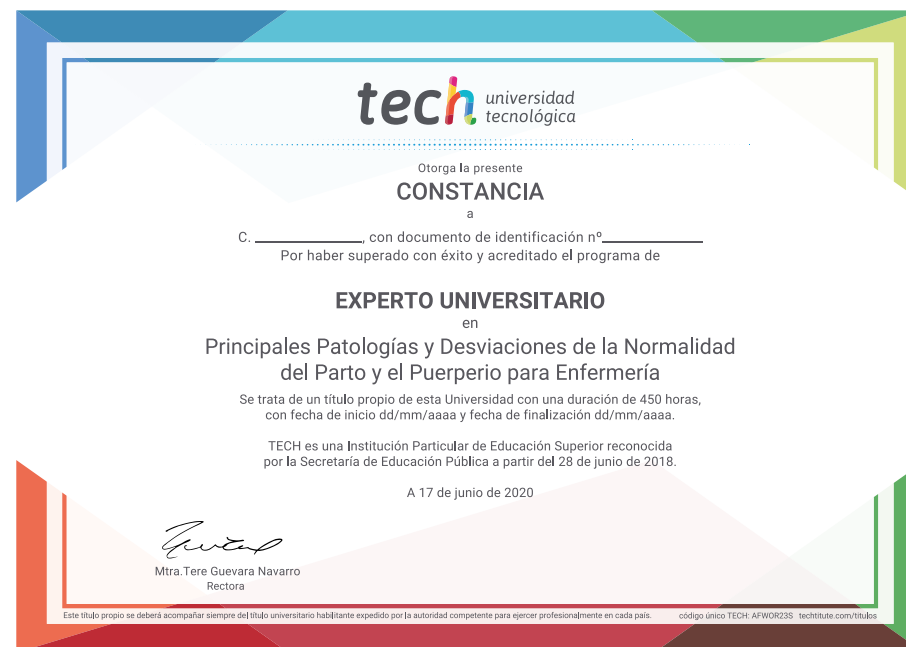 tech universidad
tecnológica
Otorga la presente
CONSTANCIA
a
C. ____________, con documento de identificación nº____________
Por haber superado con éxito y acreditado el programa de
EXPERTO UNIVERSITARIO
en
Principales Patologías y Desviaciones de la Normalidad
del Parto y el Puerperio para Enfermería
Se trata de un título propio de esta Universidad con una duración de 450 horas,
con fecha de inicio dd/mm/aaaa y fecha de finalización dd/mm/aaaa.
TECH es una Institución Particular de Educación Superior reconocida
por la Secretaría de Educación Pública a partir del 28 de junio de 2018.
A 17 de junio de 2020
Mtra.Tere Guevara Navarro
Rectora
Este título propio se deberá acompañar siempre del título universitario habilitante expedido por la autoridad competente para ejercer profesionalmente en cada país. código único TECH: AFWOR23S techtitute.com/titulos